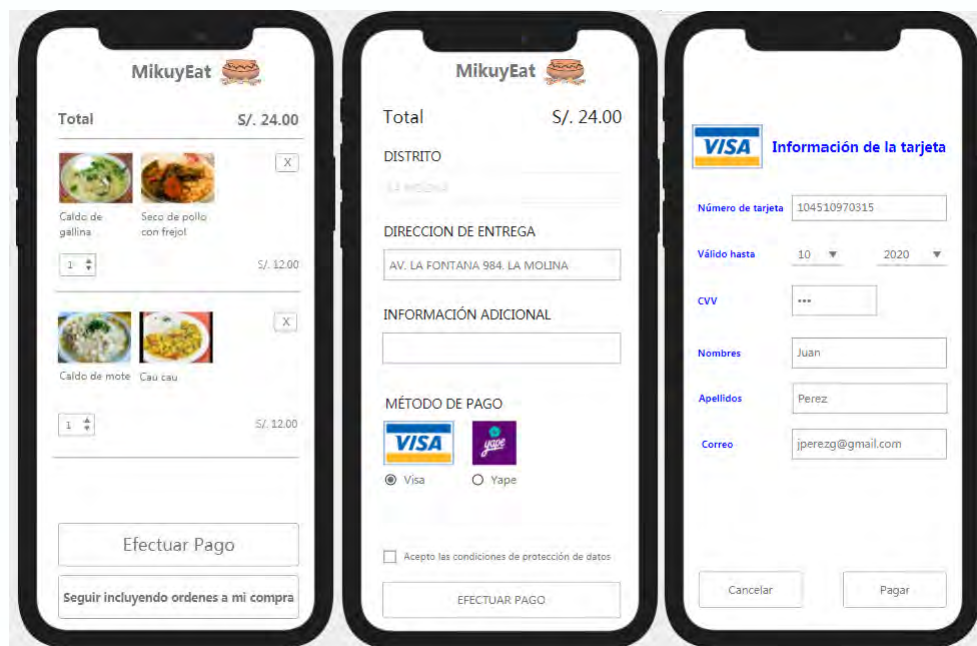 MikuyEat
Total S/. 24.00
X
Caldo de gallina
Seco de pollo con frejol
1
S/. 12.00
X
Caldo de mote
Cau cau
1
S/. 12.00
Efectuar Pago
Seguir incluyendo ordenes a mi compra
MikuyEat
Total S/. 24.00
DISTRITO
LA MOLINA
DIRECCION DE ENTREGA
AV. LA FONTANA 984. LA MOLINA
INFORMACIÓN ADICIONAL
MÉTODO DE PAGO
VISA
yape
Visa
Yape
Acepto las condiciones de protección de datos
EFECTUAR PAGO
VISA
Información de la tarjeta
Número de tarjeta 104510970315
Válido hasta 10 2020
CVV •••
Nombres Juan
Apellidos Perez
Correo jperezg@gmail.com
Cancelar Pagar